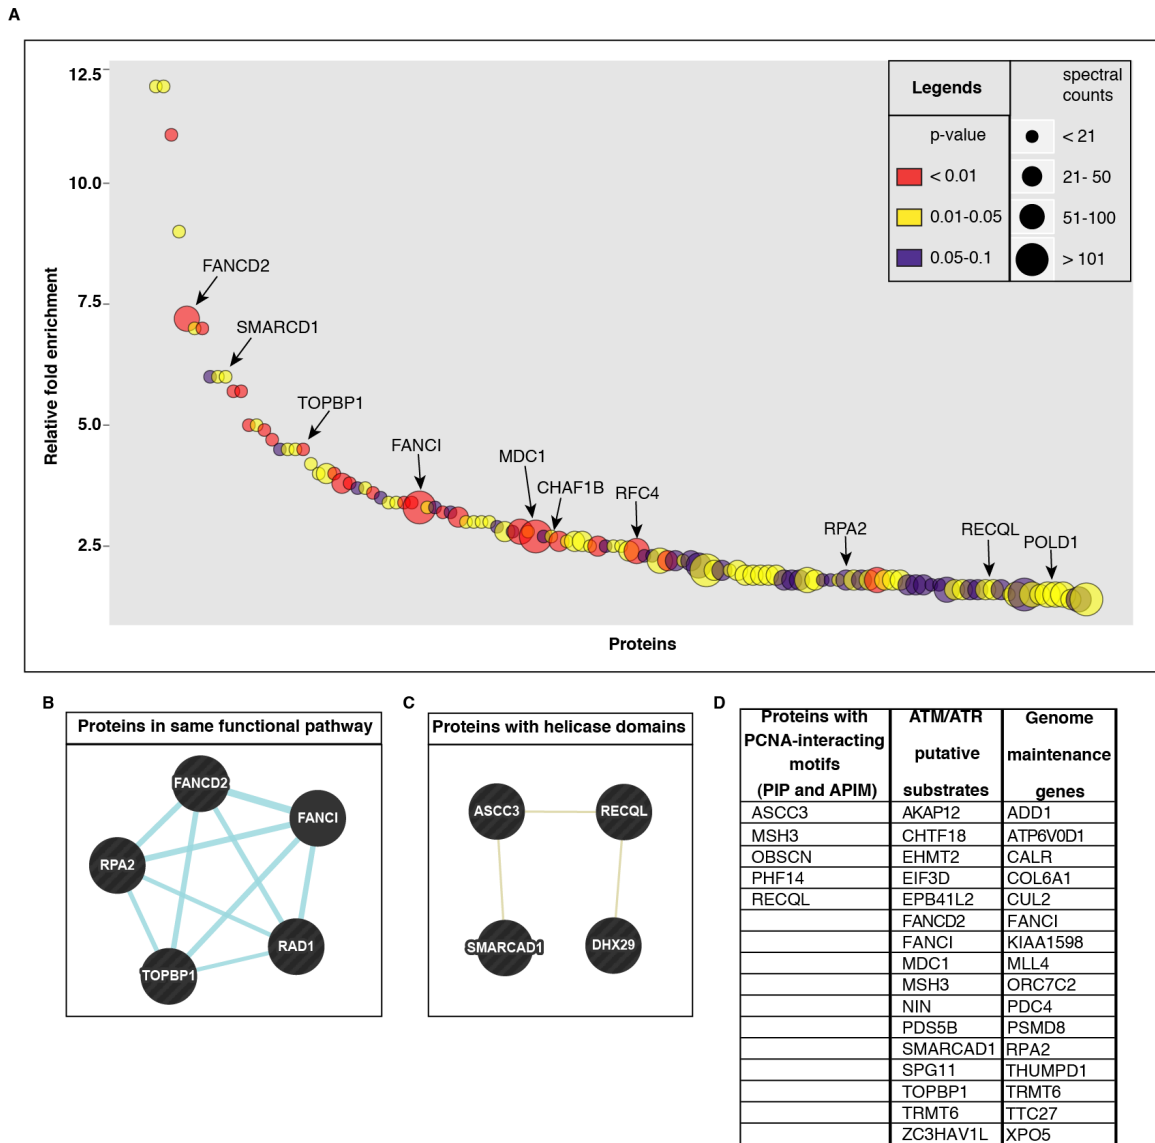 A
12.5
10.0
7.5
5.0
2.5
Relative fold enrichment
Proteins
FANCD2
SMARCD1
TOPBP1
FANCI
MDC1
CHAF1B
RFC4
RPA2
RECQL
POLD1
Legends
p-value
< 0.01
0.01-0.05
0.05-0.1
spectral
counts
< 21
21- 50
51-100
> 101
B
Proteins in same functional pathway
FANCD2
FANCI
RPA2
RAD1
TOPBP1
C
Proteins with helicase domains
ASCC3
RECQL
SMARCAD1
DHX29
D
Proteins with
PCNA-interacting
motifs
(PIP and APIM)
ATM/ATR
putative
substrates
Genome
maintenance
genes
ASCC3 AKAP12 ADD1
MSH3 CHTF18 ATP6V0D1
OBSCN EHMT2 CALR
PHF14 EIF3D COL6A1
RECQL EPB41L2 CUL2
FANCD2 FANCI
FANCI KIAA1598
MDC1 MLL4
MSH3 ORC7C2
NIN PDC4
PDS5B PSMD8
SMARCAD1 RPA2
SPG11 THUMPD1
TOPBP1 TRMT6
TRMT6 TTC27
ZC3HAV1L XPO5